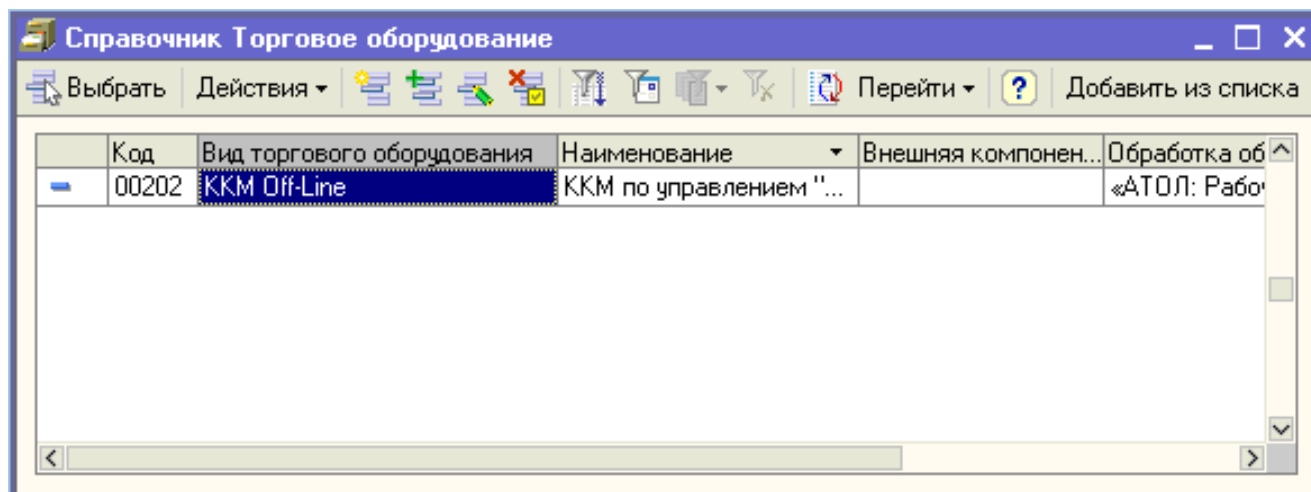 Справочник Торговое оборудование
Выбрать Действия ? Перейти Добавить из списка
Код Вид торгового оборудования Наименование Внешняя компонен... Обработка об
00202 ККМ Off-Line ККМ по управлением "... «АТОЛ: Рабо